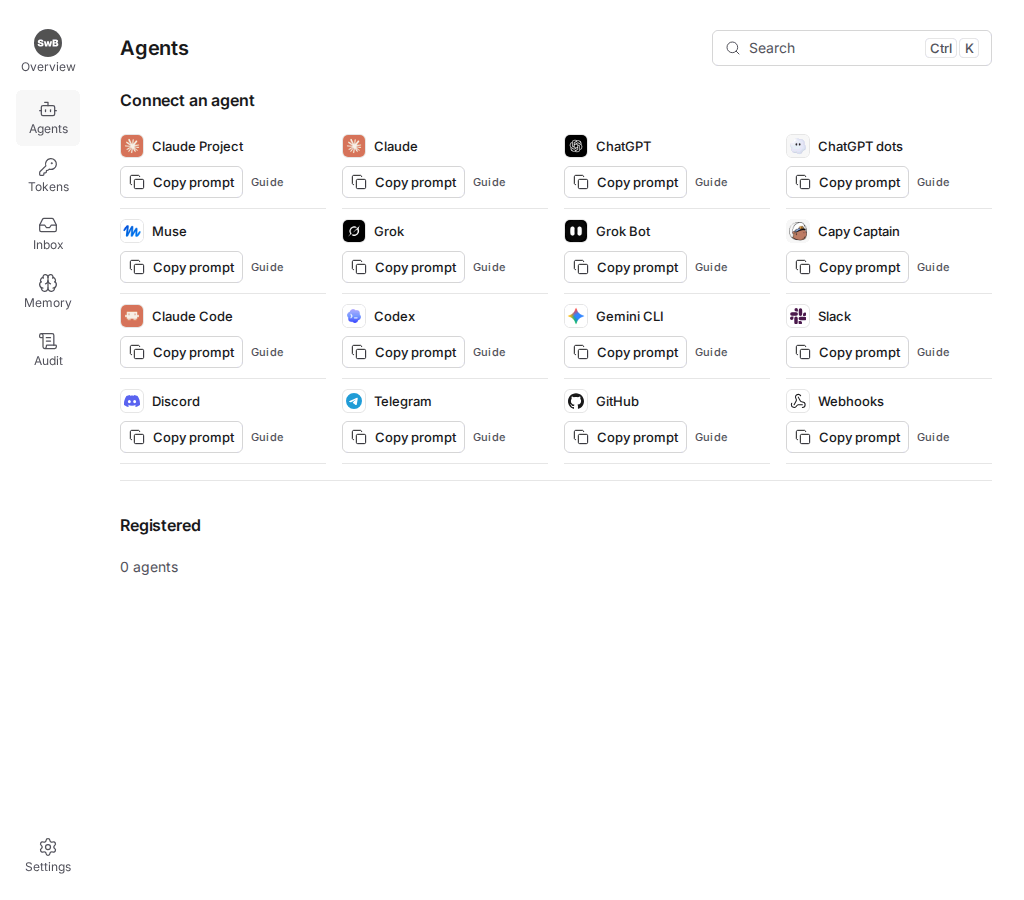 SwB
Overview
Agents
Tokens
Inbox
Memory
Audit
Settings
Agents
Search Ctrl K
Connect an agent
Claude Project Claude ChatGPT ChatGPT dots
Copy prompt Guide Copy prompt Guide Copy prompt Guide Copy prompt Guide
Muse Grok Grok Bot Capy Captain
Copy prompt Guide Copy prompt Guide Copy prompt Guide Copy prompt Guide
Claude Code Codex Gemini CLI Slack
Copy prompt Guide Copy prompt Guide Copy prompt Guide Copy prompt Guide
Discord Telegram GitHub Webhooks
Copy prompt Guide Copy prompt Guide Copy prompt Guide Copy prompt Guide
Registered
0 agents